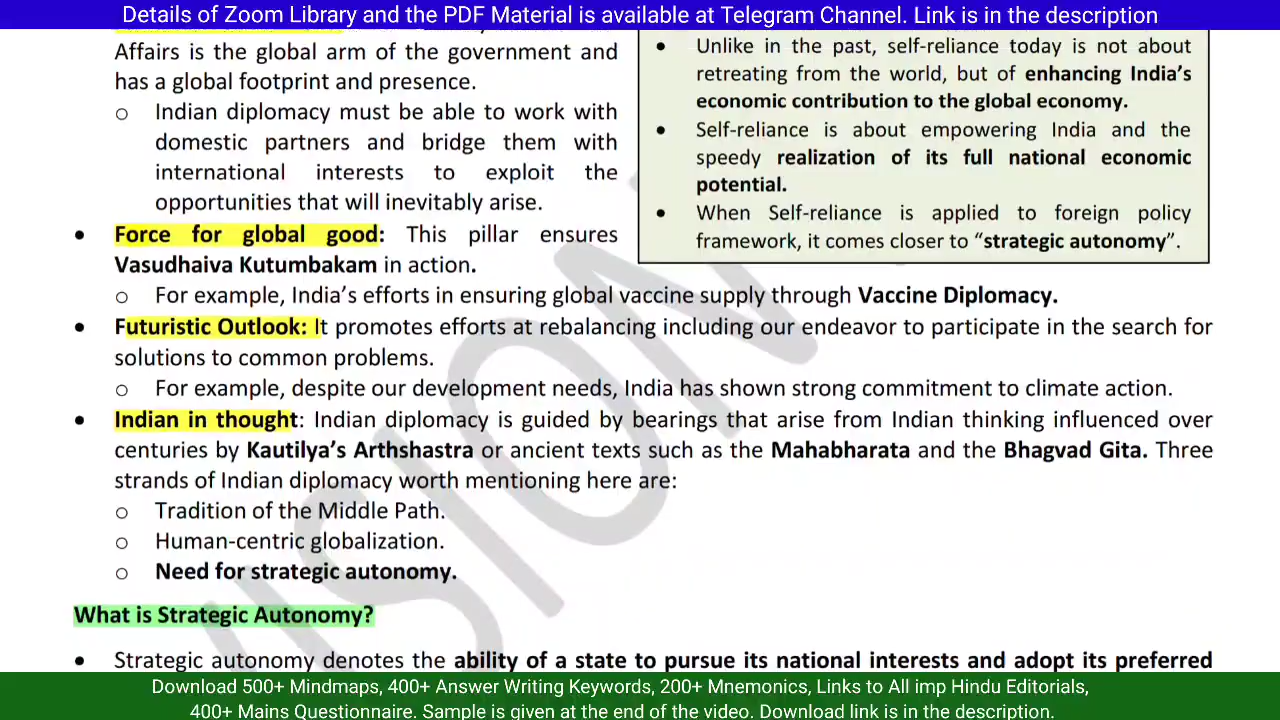 Details of Zoom Library and the PDF Material is available at Telegram Channel. Link is in the description
Affairs is the global arm of the government and
has a global footprint and presence.
o Indian diplomacy must be able to work with
domestic partners and bridge them with
international interests to exploit the
opportunities that will inevitably arise.
• Force for global good: This pillar ensures
Vasudhaiva Kutumbakam in action.
• Unlike in the past, self-reliance today is not about
retreating from the world, but of enhancing India’s
economic contribution to the global economy.
• Self-reliance is about empowering India and the
speedy realization of its full national economic
potential.
• When Self-reliance is applied to foreign policy
framework, it comes closer to “strategic autonomy”.
o For example, India’s efforts in ensuring global vaccine supply through Vaccine Diplomacy.
• Futuristic Outlook: It promotes efforts at rebalancing including our endeavor to participate in the search for
solutions to common problems.
o For example, despite our development needs, India has shown strong commitment to climate action.
• Indian in thought: Indian diplomacy is guided by bearings that arise from Indian thinking influenced over
centuries by Kautilya’s Arthshastra or ancient texts such as the Mahabharata and the Bhagvad Gita. Three
strands of Indian diplomacy worth mentioning here are:
o Tradition of the Middle Path.
o Human-centric globalization.
o Need for strategic autonomy.
What is Strategic Autonomy?
• Strategic autonomy denotes the ability of a state to pursue its national interests and adopt its preferred
Download 500+ Mindmaps, 400+ Answer Writing Keywords, 200+ Mnemonics, Links to All imp Hindu Editorials,
400+ Mains Questionnaire. Sample is given at the end of the video. Download link is in the description.